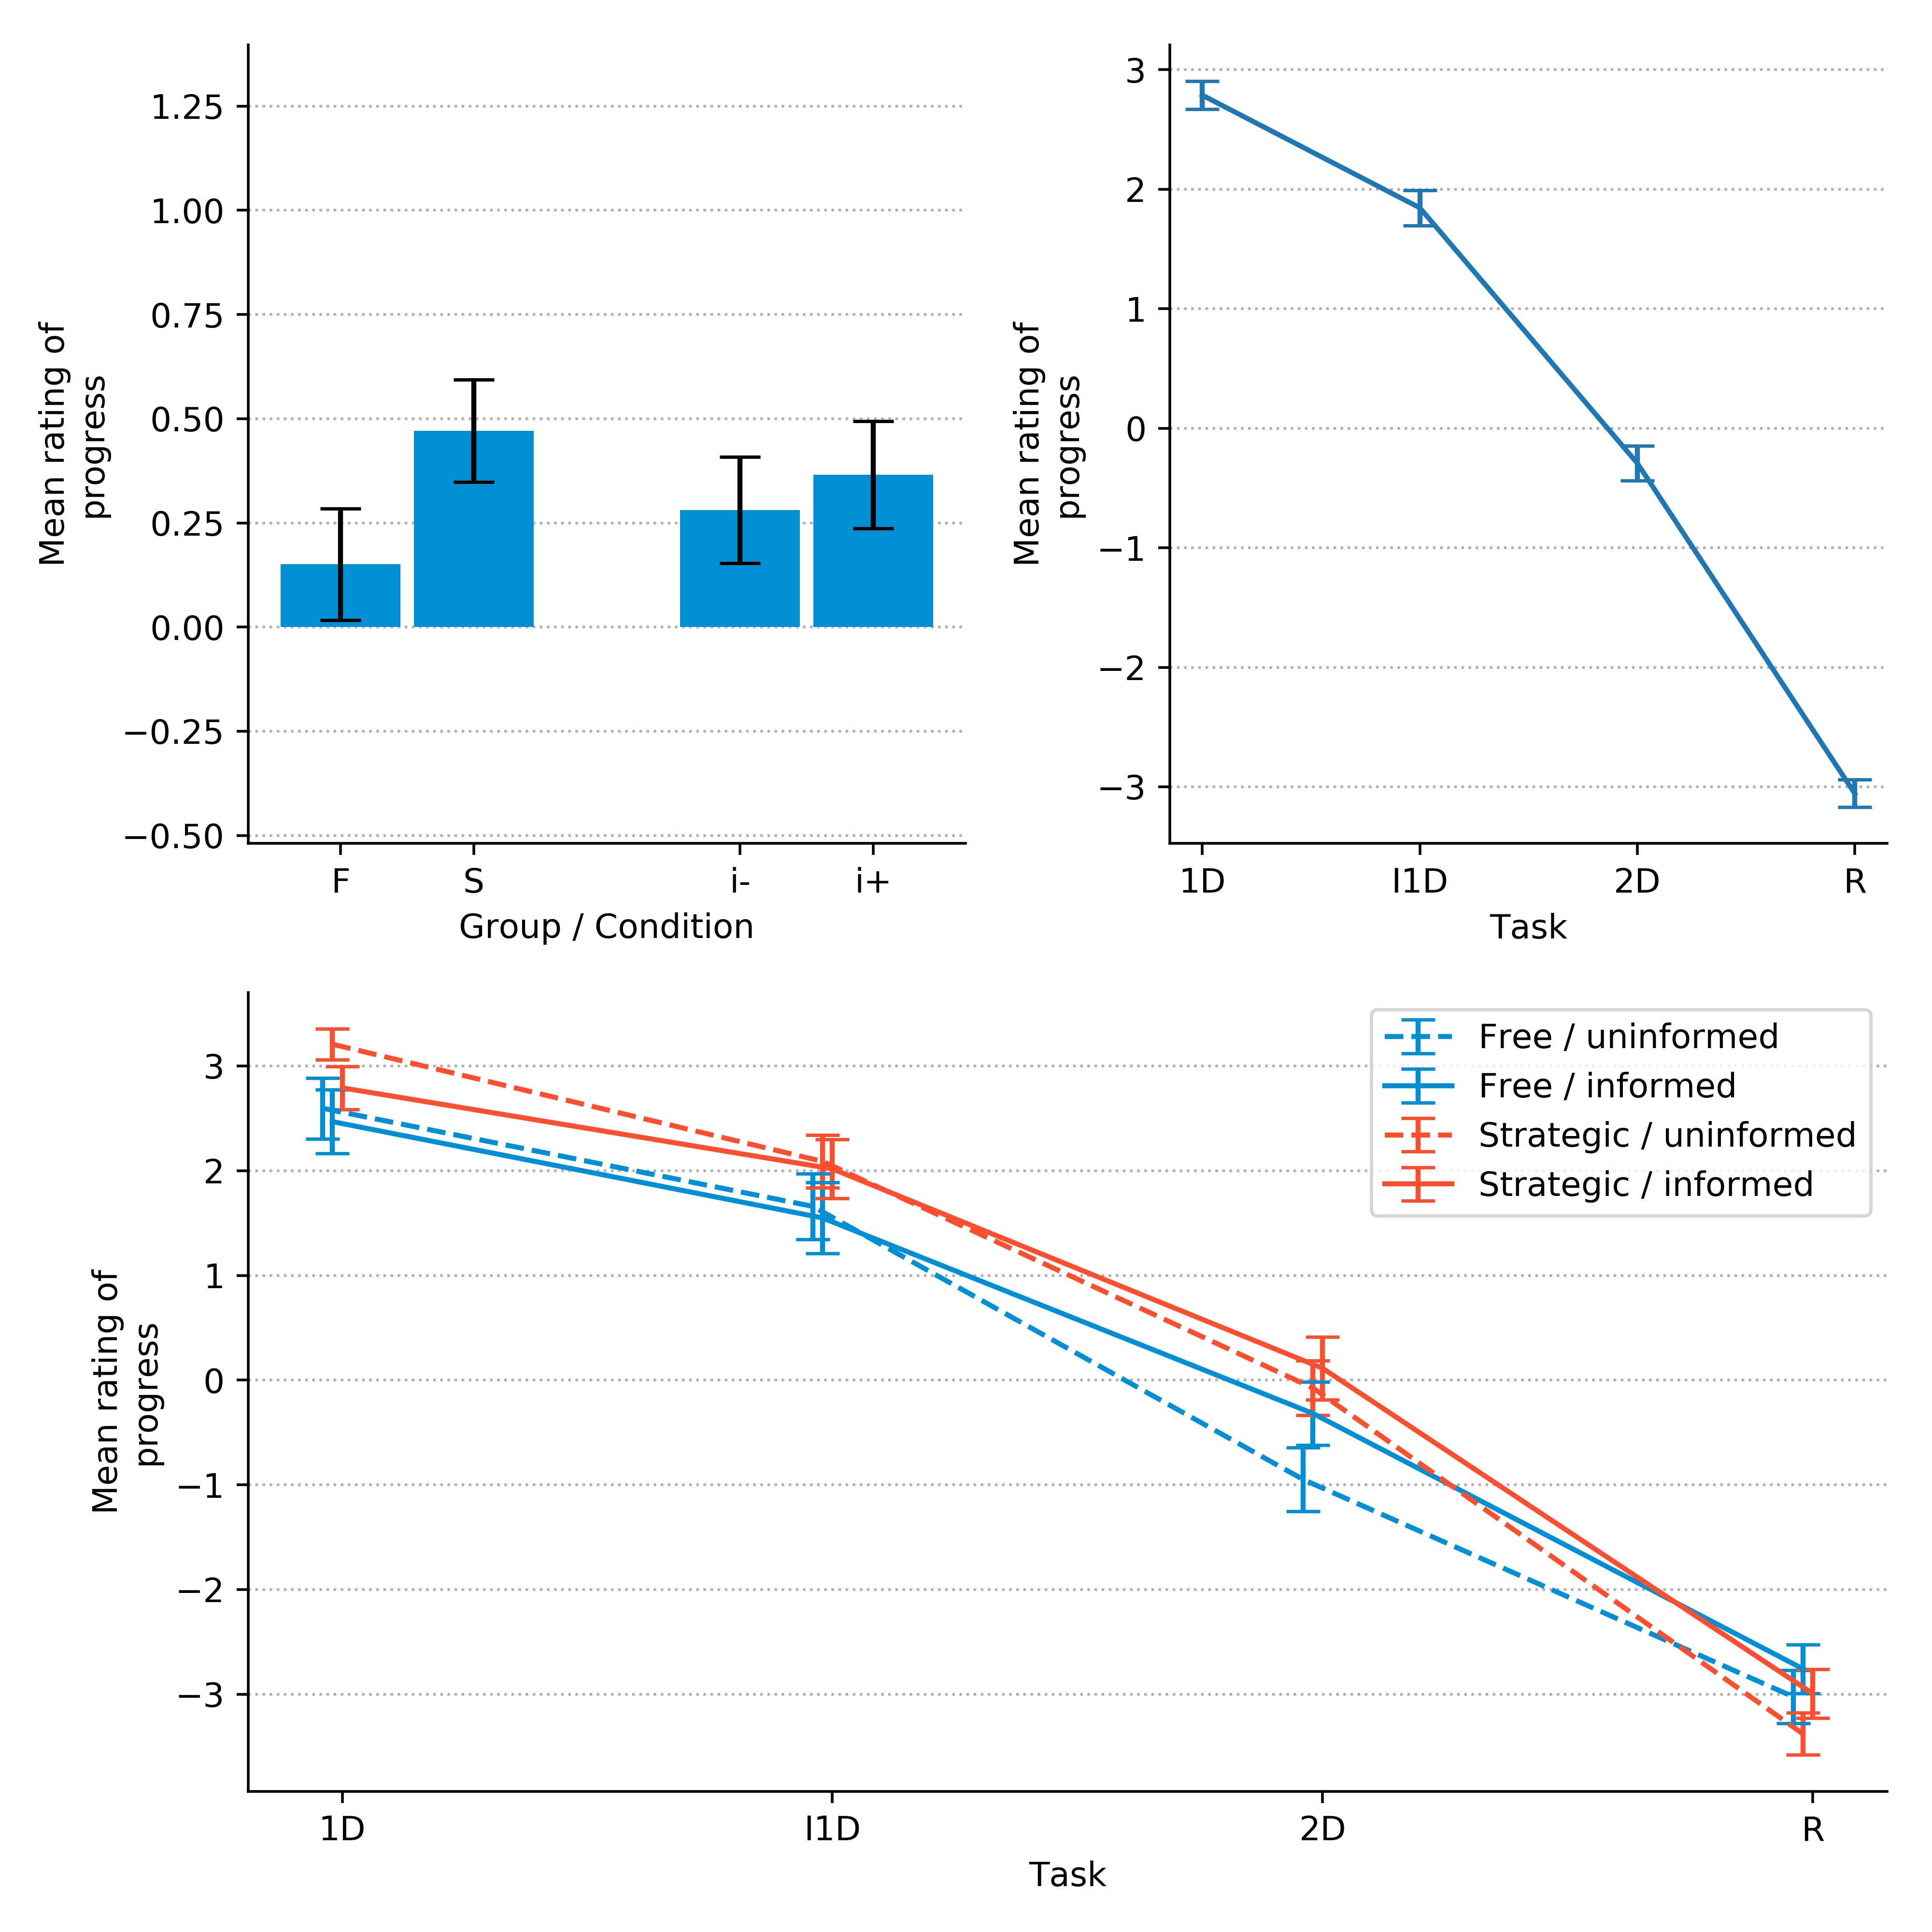 1.25
1.00
0.75
0.50
0.25
0.00
−0.25
−0.50
Mean rating of
progress
F S i- i+
Group / Condition
3
2
1
0
−1
−2
−3
Mean rating of
progress
1D I1D 2D R
Task
3
2
1
0
−1
−2
−3
Mean rating of
progress
Free / uninformed
Free / informed
Strategic / uninformed
Strategic / informed
1D I1D 2D R
Task